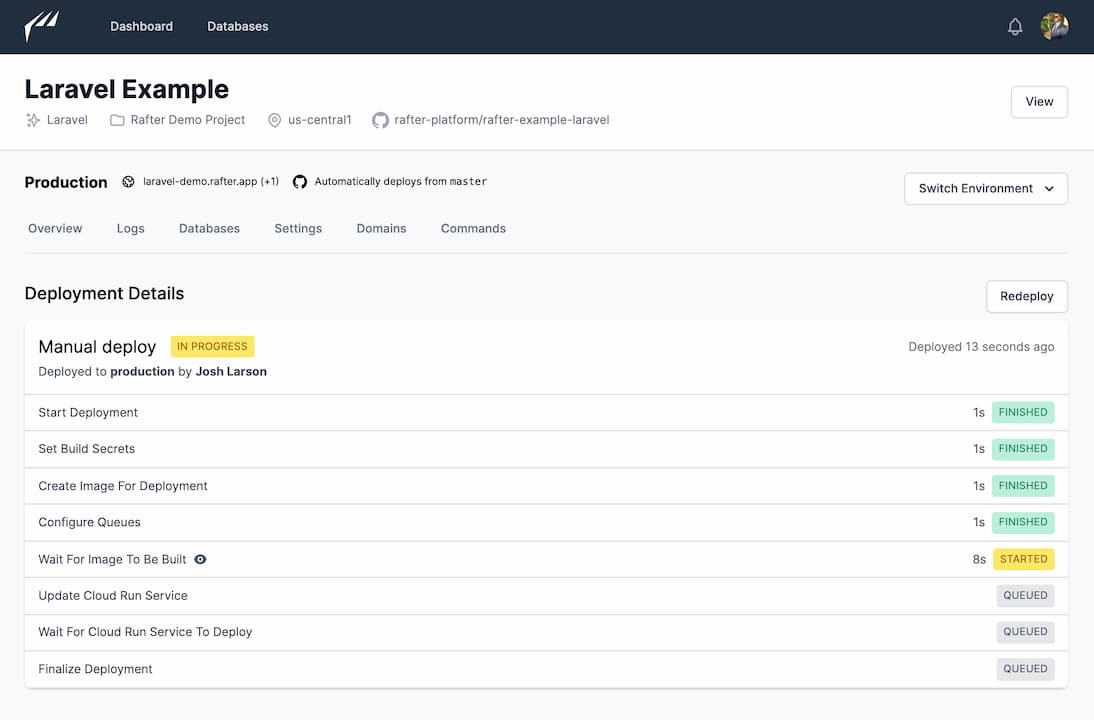 Dashboard Databases
Laravel Example
View
Laravel Rafter Demo Project us-central1 rafter-platform/rafter-example-laravel
Production laravel-demo.rafter.app (+1) Automatically deploys from master
Switch Environment
Overview Logs Databases Settings Domains Commands
Deployment Details
Redeploy
Manual deploy IN PROGRESS Deployed 13 seconds ago
Deployed to production by Josh Larson
Start Deployment 1s FINISHED
Set Build Secrets 1s FINISHED
Create Image For Deployment 1s FINISHED
Configure Queues 1s FINISHED
Wait For Image To Be Built 8s STARTED
Update Cloud Run Service QUEUED
Wait For Cloud Run Service To Deploy QUEUED
Finalize Deployment QUEUED